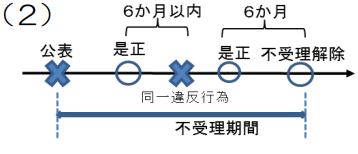 (2)
6か月以内
6か月
公表
是正
是正
不受理解除
同一違反行為
不受理期間